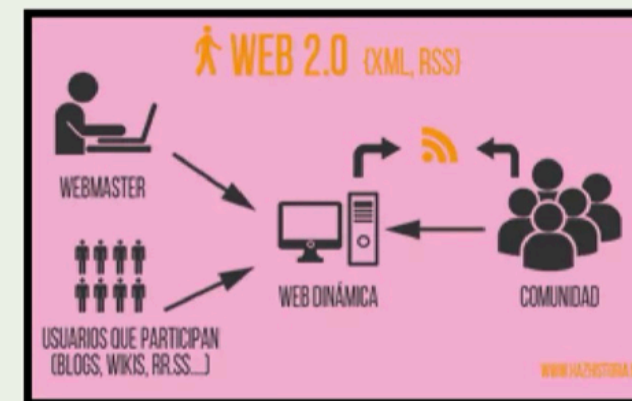 WEB 2.0 (XML, RSS)
WEBMASTER
USUARIOS QUE PARTICIPAN
(BLOGS, WIKIS, RR.SS...)
WEB DINÁMICA
COMUNIDAD